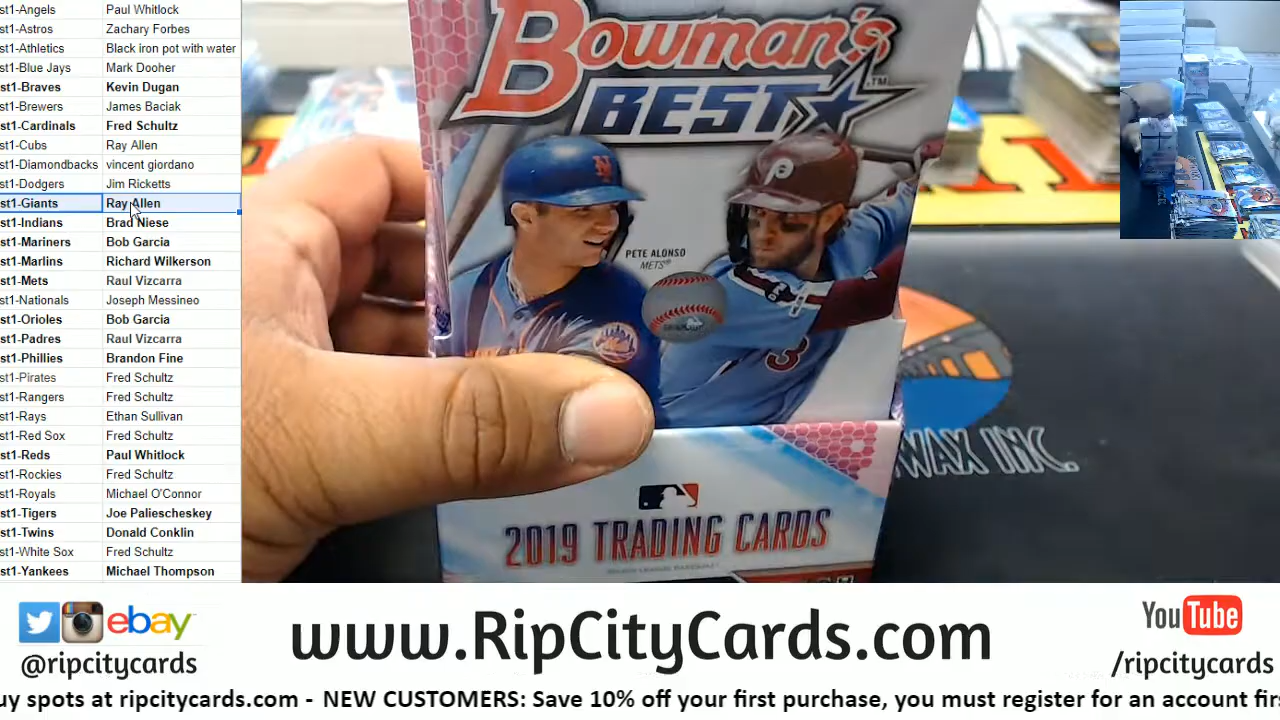 st1-Angels Paul Whitlock
st1-Astros Zachary Forbes
st1-Athletics Black iron pot with water
st1-Blue Jays Mark Dooher
st1-Braves Kevin Dugan
st1-Brewers James Baciak
st1-Cardinals Fred Schultz
st1-Cubs Ray Allen
st1-Diamondbacks vincent giordano
st1-Dodgers Jim Ricketts
st1-Giants Ray Allen
st1-Indians Brad Niese
st1-Mariners Bob Garcia
st1-Marlins Richard Wilkerson
st1-Mets Raul Vizcarra
st1-Nationals Joseph Messineo
st1-Orioles Bob Garcia
st1-Padres Raul Vizcarra
st1-Phillies Brandon Fine
st1-Pirates Fred Schultz
st1-Rangers Fred Schultz
st1-Rays Ethan Sullivan
st1-Red Sox Fred Schultz
st1-Reds Paul Whitlock
st1-Rockies Fred Schultz
st1-Royals Michael O'Connor
st1-Tigers Joe Paliescheskey
st1-Twins Donald Conklin
st1-White Sox Fred Schultz
st1-Yankees Michael Thompson
Bowman's
BEST
TM
PETE ALONSO
METS®
3
2019 TRADING CARDS
WAX INC.
ebay
@ripcitycards
www.RipCityCards.com
YouTube
/ripcitycards
uy spots at ripcitycards.com - NEW CUSTOMERS: Save 10% off your first purchase, you must register for an account firs